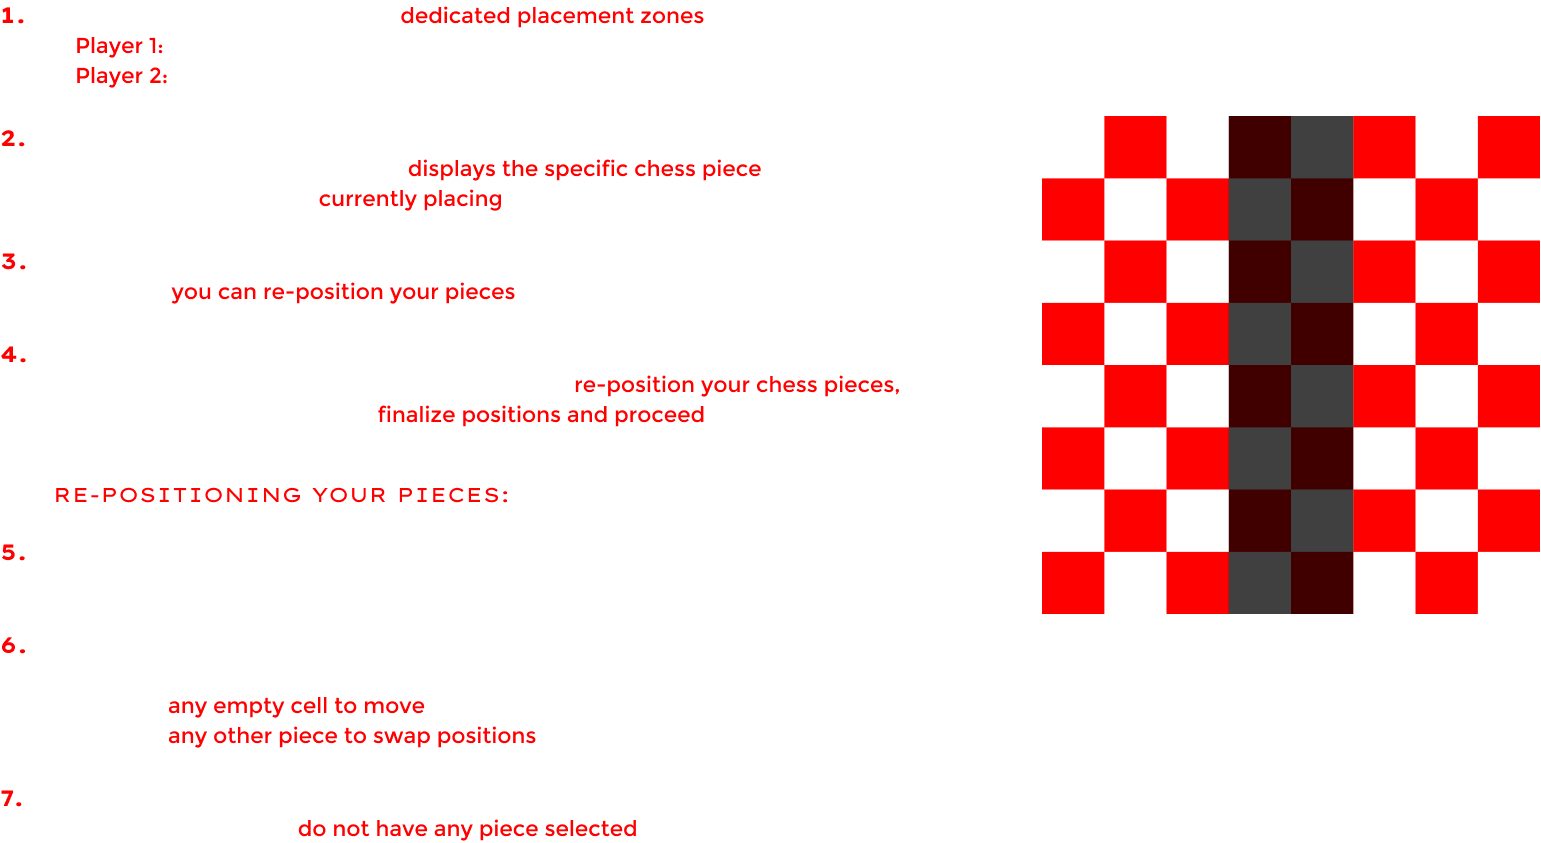 1. dedicated placement zones
Player 1:
Player 2:
2.
displays the specific chess piece
currently placing
3.
you can re-position your pieces
4.
re-position your chess pieces,
finalize positions and proceed
RE-POSITIONING YOUR PIECES:
5.
6.
any empty cell to move
any other piece to swap positions
7.
do not have any piece selected